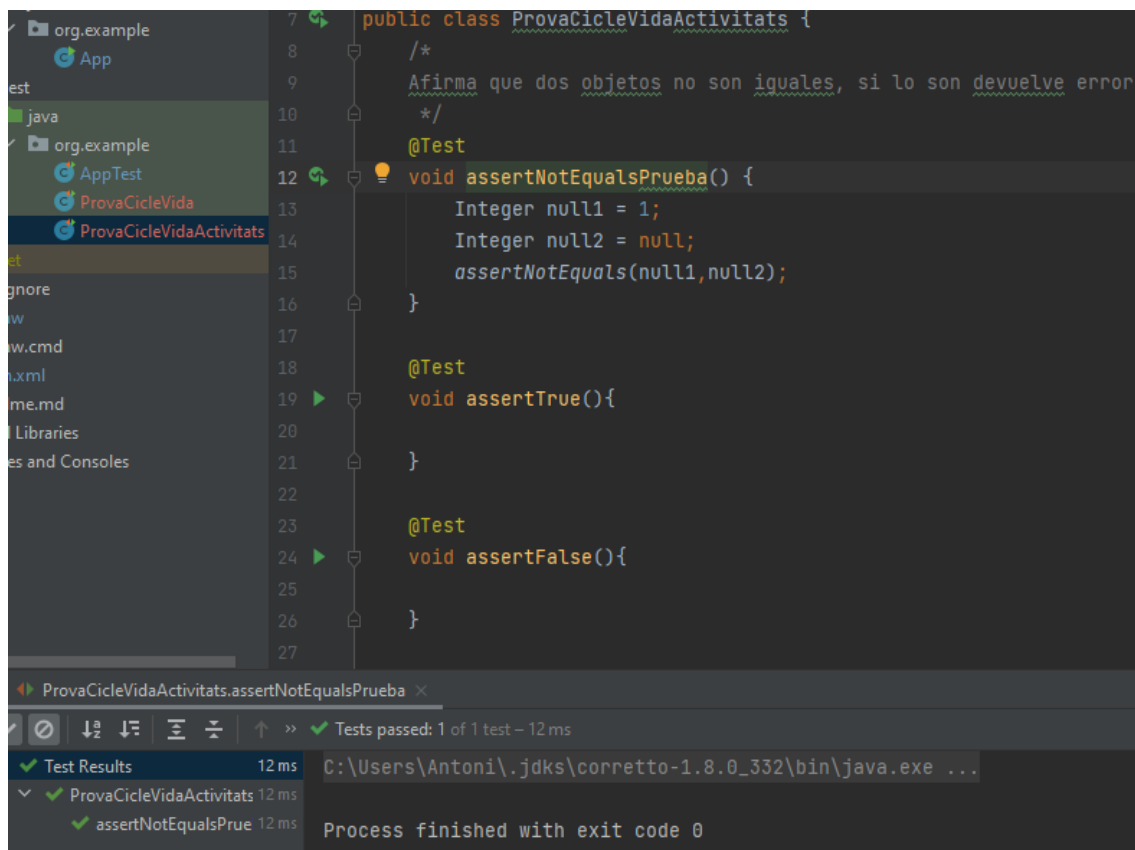 org.example
App
est
java
org.example
AppTest
ProvaCicleVida
ProvaCicleVidaActivitats
et
gnore
w
w.cmd
n.xml
me.md
l Libraries
es and Consoles
7 public class ProvaCicleVidaActivitats {
8 /*
9 Afirma que dos objetos no son iguales, si lo son devuelve error
10 */
11 @Test
12 void assertNotEqualsPrueba() {
13 Integer null1 = 1;
14 Integer null2 = null;
15 assertNotEquals(null1,null2);
16 }
17
18 @Test
19 void assertTrue(){
20
21 }
22
23 @Test
24 void assertFalse(){
25
26 }
27
ProvaCicleVidaActivitats.assertNotEqualsPrueba ×
» Tests passed: 1 of 1 test – 12 ms
Test Results 12 ms
ProvaCicleVidaActivitats 12 ms
assertNotEqualsPrue 12 ms
C:\Users\Antoni\.jdks\corretto-1.8.0_332\bin\java.exe ...
Process finished with exit code 0